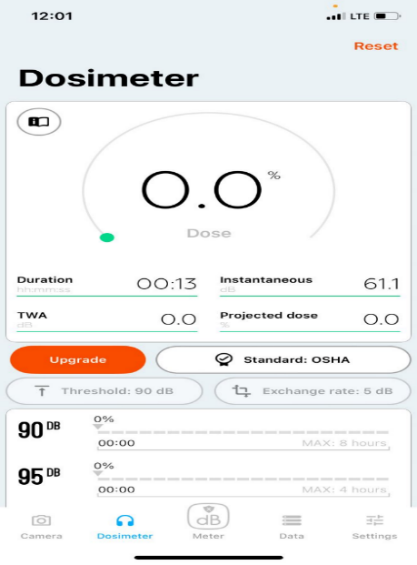 12:01
LTE
Reset
Dosimeter
0.0 %
Dose
Duration 00:13 Instantaneous 61.1
hh:mm:ss dB
TWA 0.0 Projected dose 0.0
dB %
Upgrade Standard: OSHA
Threshold: 90 dB Exchange rate: 5 dB
90 DB 0%
00:00 MAX: 8 hours
95 DB 0%
00:00 MAX: 4 hours
dB
Camera Dosimeter Meter Data Settings